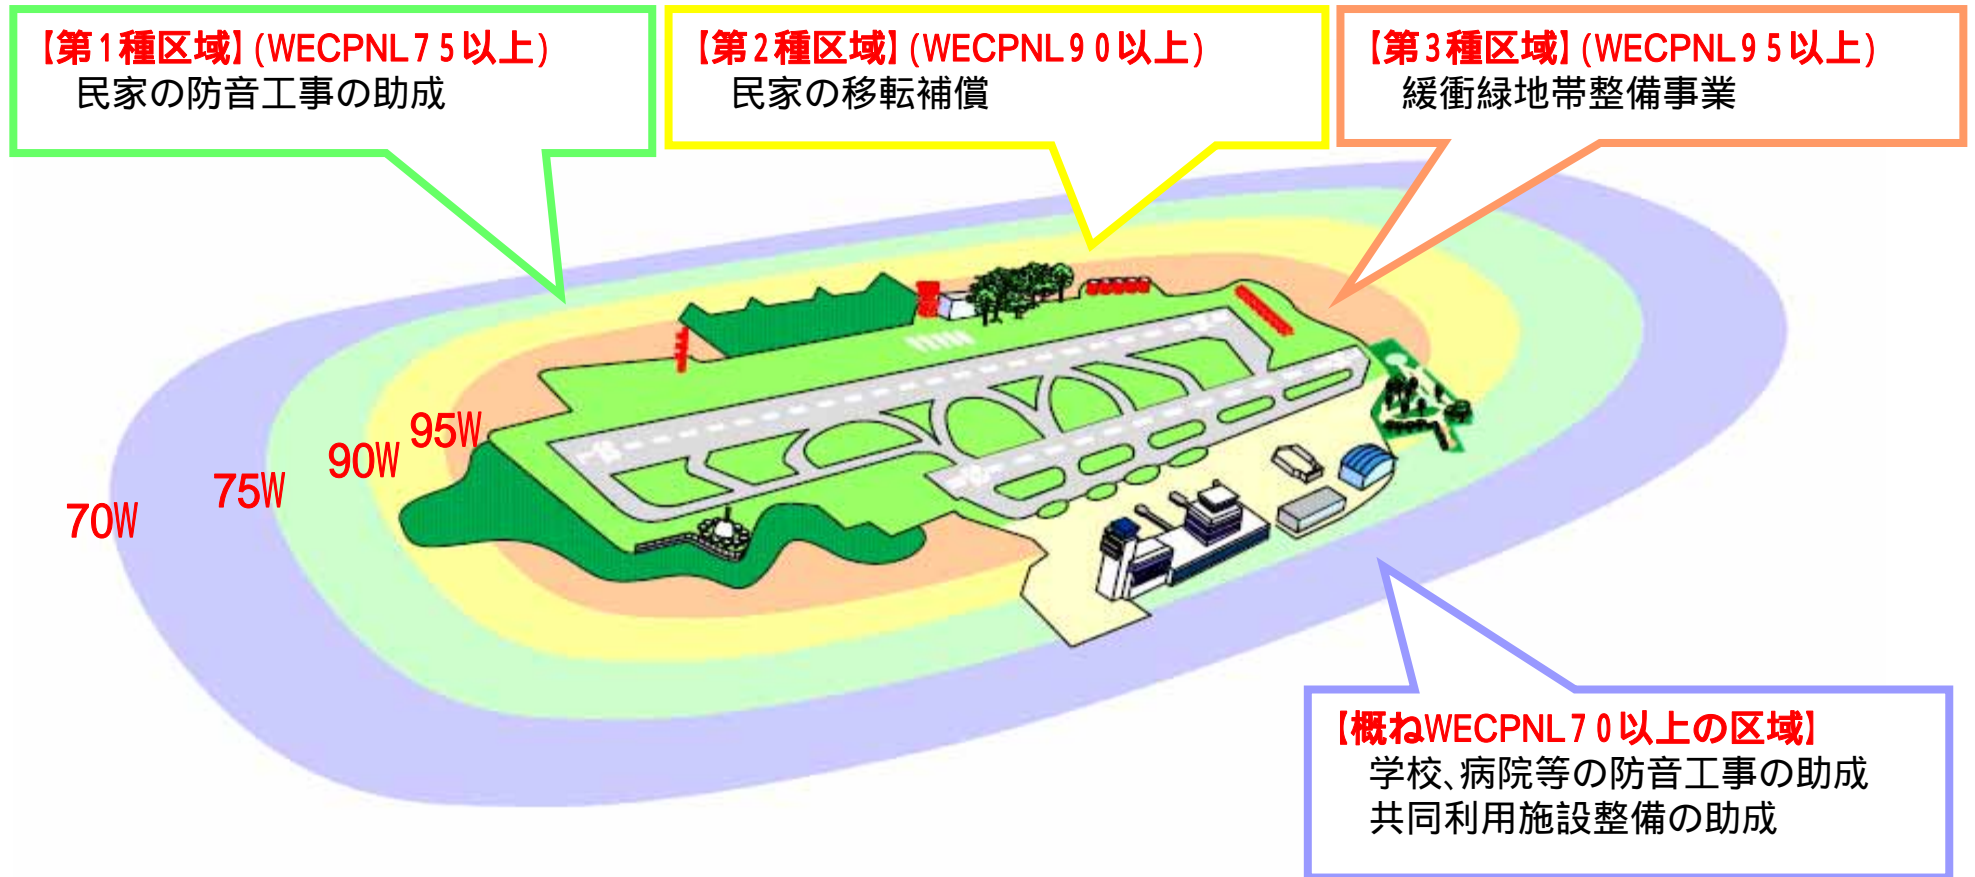 【第1種区域】(WECPNL75以上)
民家の防音工事の助成
【第2種区域】(WECPNL90以上)
民家の移転補償
【第3種区域】(WECPNL95以上)
緩衝緑地帯整備事業
95W
90W
75W
70W
【概ねWECPNL70以上の区域】
学校、病院等の防音工事の助成
共同利用施設整備の助成